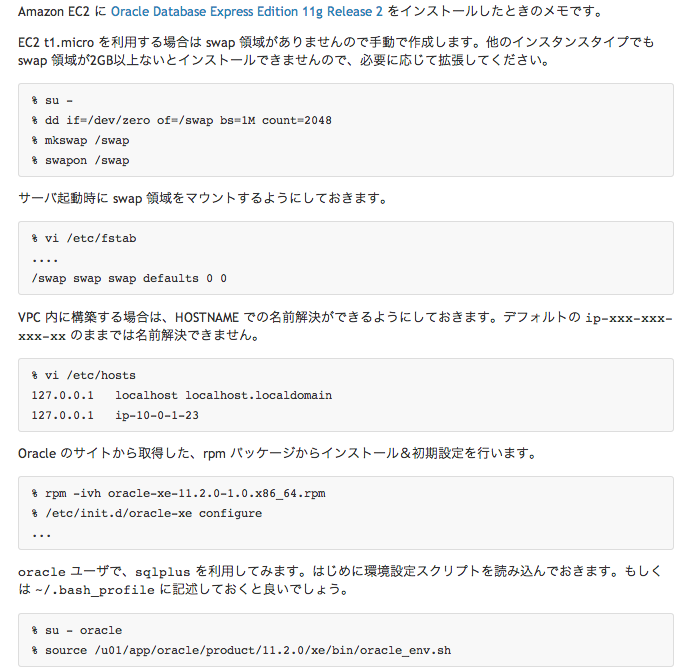 Amazon EC2 に Oracle Database Express Edition 11g Release 2 をインストールしたときのメモです。
EC2 t1.micro を利用する場合は swap 領域がありませんので手動で作成します。他のインスタンスタイプでも
swap 領域が2GB以上ないとインストールできませんので、必要に応じて拡張してください。
% su -
% dd if=/dev/zero of=/swap bs=1M count=2048
% mkswap /swap
% swapon /swap
サーバ起動時に swap 領域をマウントするようにしておきます。
% vi /etc/fstab
....
/swap swap swap defaults 0 0
VPC 内に構築する場合は、HOSTNAME での名前解決ができるようにしておきます。デフォルトの ip-xxx-xxx-
xxx-xx のままでは名前解決できません。
% vi /etc/hosts
127.0.0.1   localhost localhost.localdomain
127.0.0.1   ip-10-0-1-23
Oracle のサイトから取得した、rpm パッケージからインストール＆初期設定を行います。
% rpm -ivh oracle-xe-11.2.0-1.0.x86_64.rpm
% /etc/init.d/oracle-xe configure
...
oracle ユーザで、sqlplus を利用してみます。はじめに環境設定スクリプトを読み込んでおきます。もしく
は ~/.bash_profile に記述しておくと良いでしょう。
% su - oracle
% source /u01/app/oracle/product/11.2.0/xe/bin/oracle_env.sh